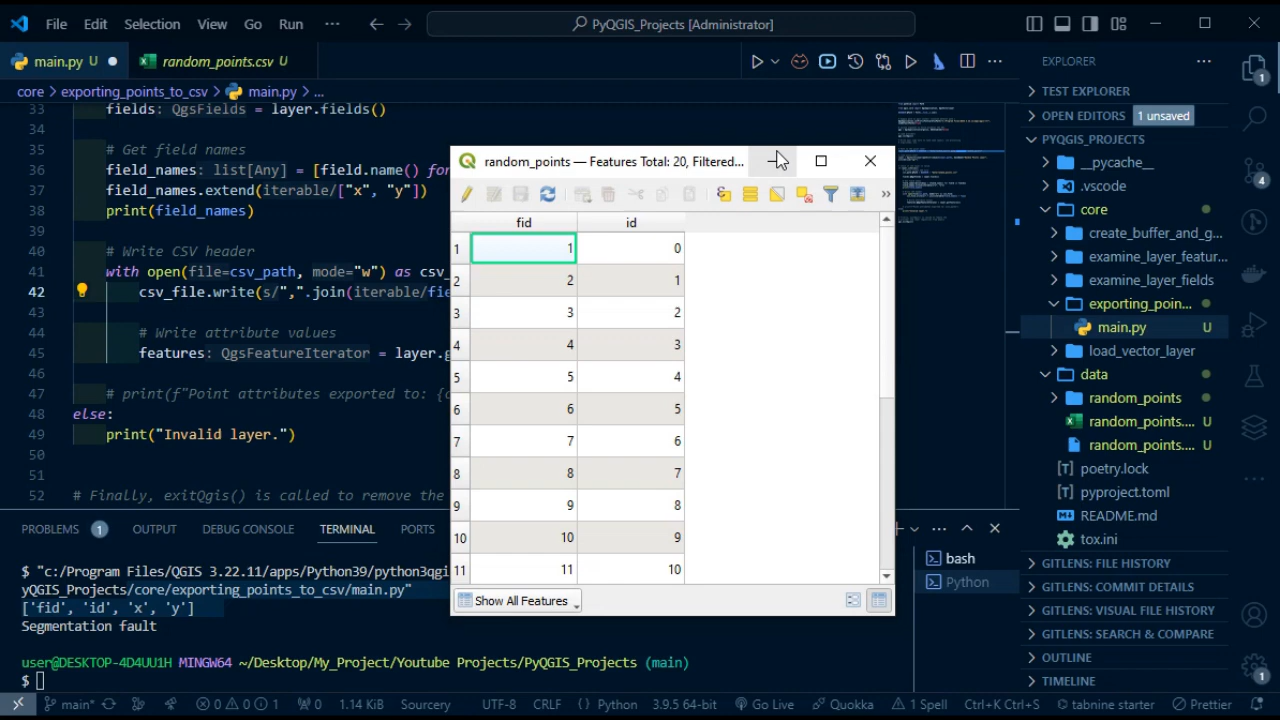 File Edit Selection View Go Run ··· PyQGIS_Projects [Administrator]
main.py U random_points.csv U
core > exporting_points_to_csv > main.py > ...
33 fields: QgsFields = layer.fields()
34
35 # Get field n
36 field_names: list[Any] = [field.name() for
37 field_names.extend(iterable/["x", "y"])
38 print(field_names)
39
40 # Write CSV header
41 with open(file=csv_path, mode="w") as csv_
42 csv_file.write(s/",".join(iterable/fie
43
44 # Write attribute values
45 features: QgsFeatureIterator = layer.g
46
47 # print(f"Point attributes exported to: {c
48 else:
49 print("Invalid layer.")
50
51
52 # Finally, exitQgis() is called to remove the
random_points — Features Total: 20, Filtered...
fid id
1 1 0
2 2 1
3 3 2
4 4 3
5 5 4
6 6 5
7 7 6
8 8 7
9 9 8
10 10 9
11 11 10
Show All Features
PROBLEMS 1 OUTPUT DEBUG CONSOLE TERMINAL PORTS
$ "c:/Program Files/QGIS 3.22.11/apps/Python39/python3
yQGIS_Projects/core/exporting_points_to_csv/main.py"
['fid', 'id', 'x', 'y']
Segmentation fault
user@DESKTOP-4D4UU1H MINGW64 ~/Desktop/My_Project/Youtube Projects/PyQGIS_Projects (main)
$
bash
Python
EXPLORER
TEST EXPLORER
OPEN EDITORS 1 unsaved
PYQGIS_PROJECTS
__pycache__
.vscode
core
create_buffer_and_g...
examine_layer_featur...
examine_layer_fields
exporting_poin...
main.py U
load_vector_layer
data
random_points
random_points.... U
random_points.... U
poetry.lock
pyproject.toml
README.md
tox.ini
GITLENS: FILE HISTORY
GITLENS: COMMIT DETAILS
GITLENS: VISUAL FILE HISTORY
GITLENS: SEARCH & COMPARE
OUTLINE
TIMELINE
1
4
1
main* 0 0 1 0 1.14 KiB Sourcery UTF-8 CRLF Python 3.9.5 64-bit Go Live Quokka 1 Spell Ctrl+K Ctrl+S tabnine starter Prettier